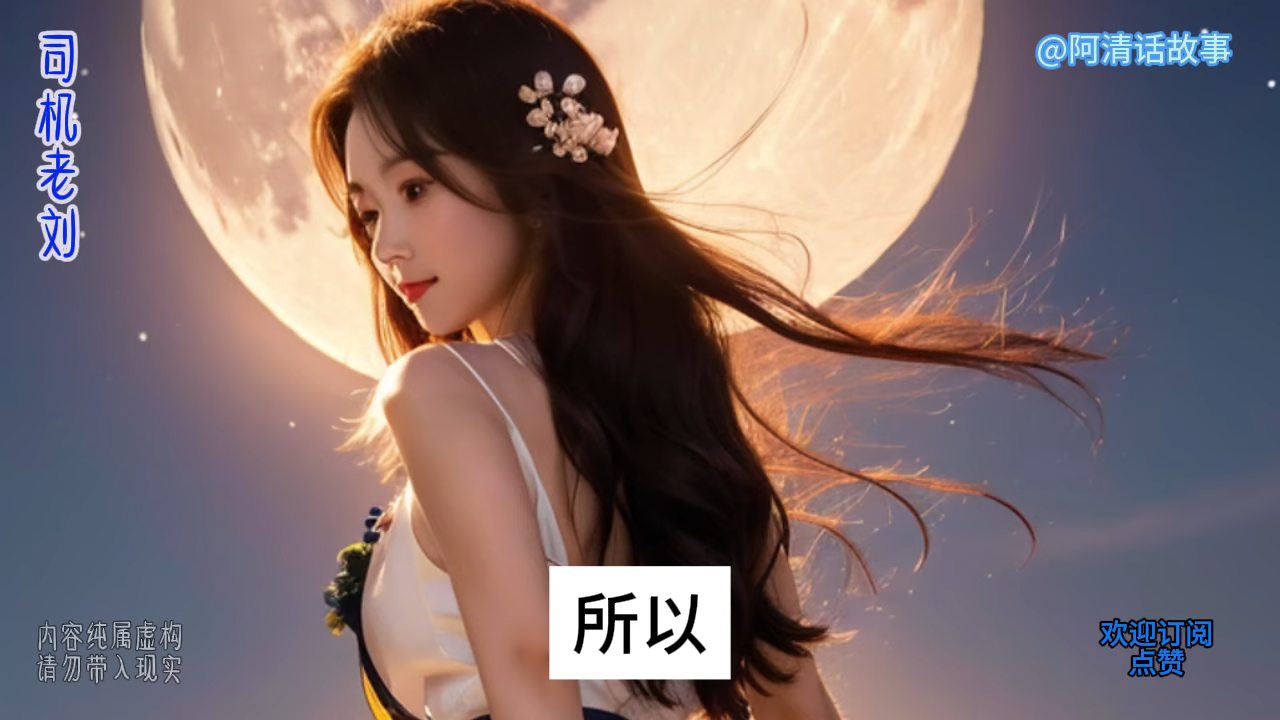 司机老刘
@阿清话故事
所以
内容纯属虚构
请勿带入现实
欢迎订阅
点赞